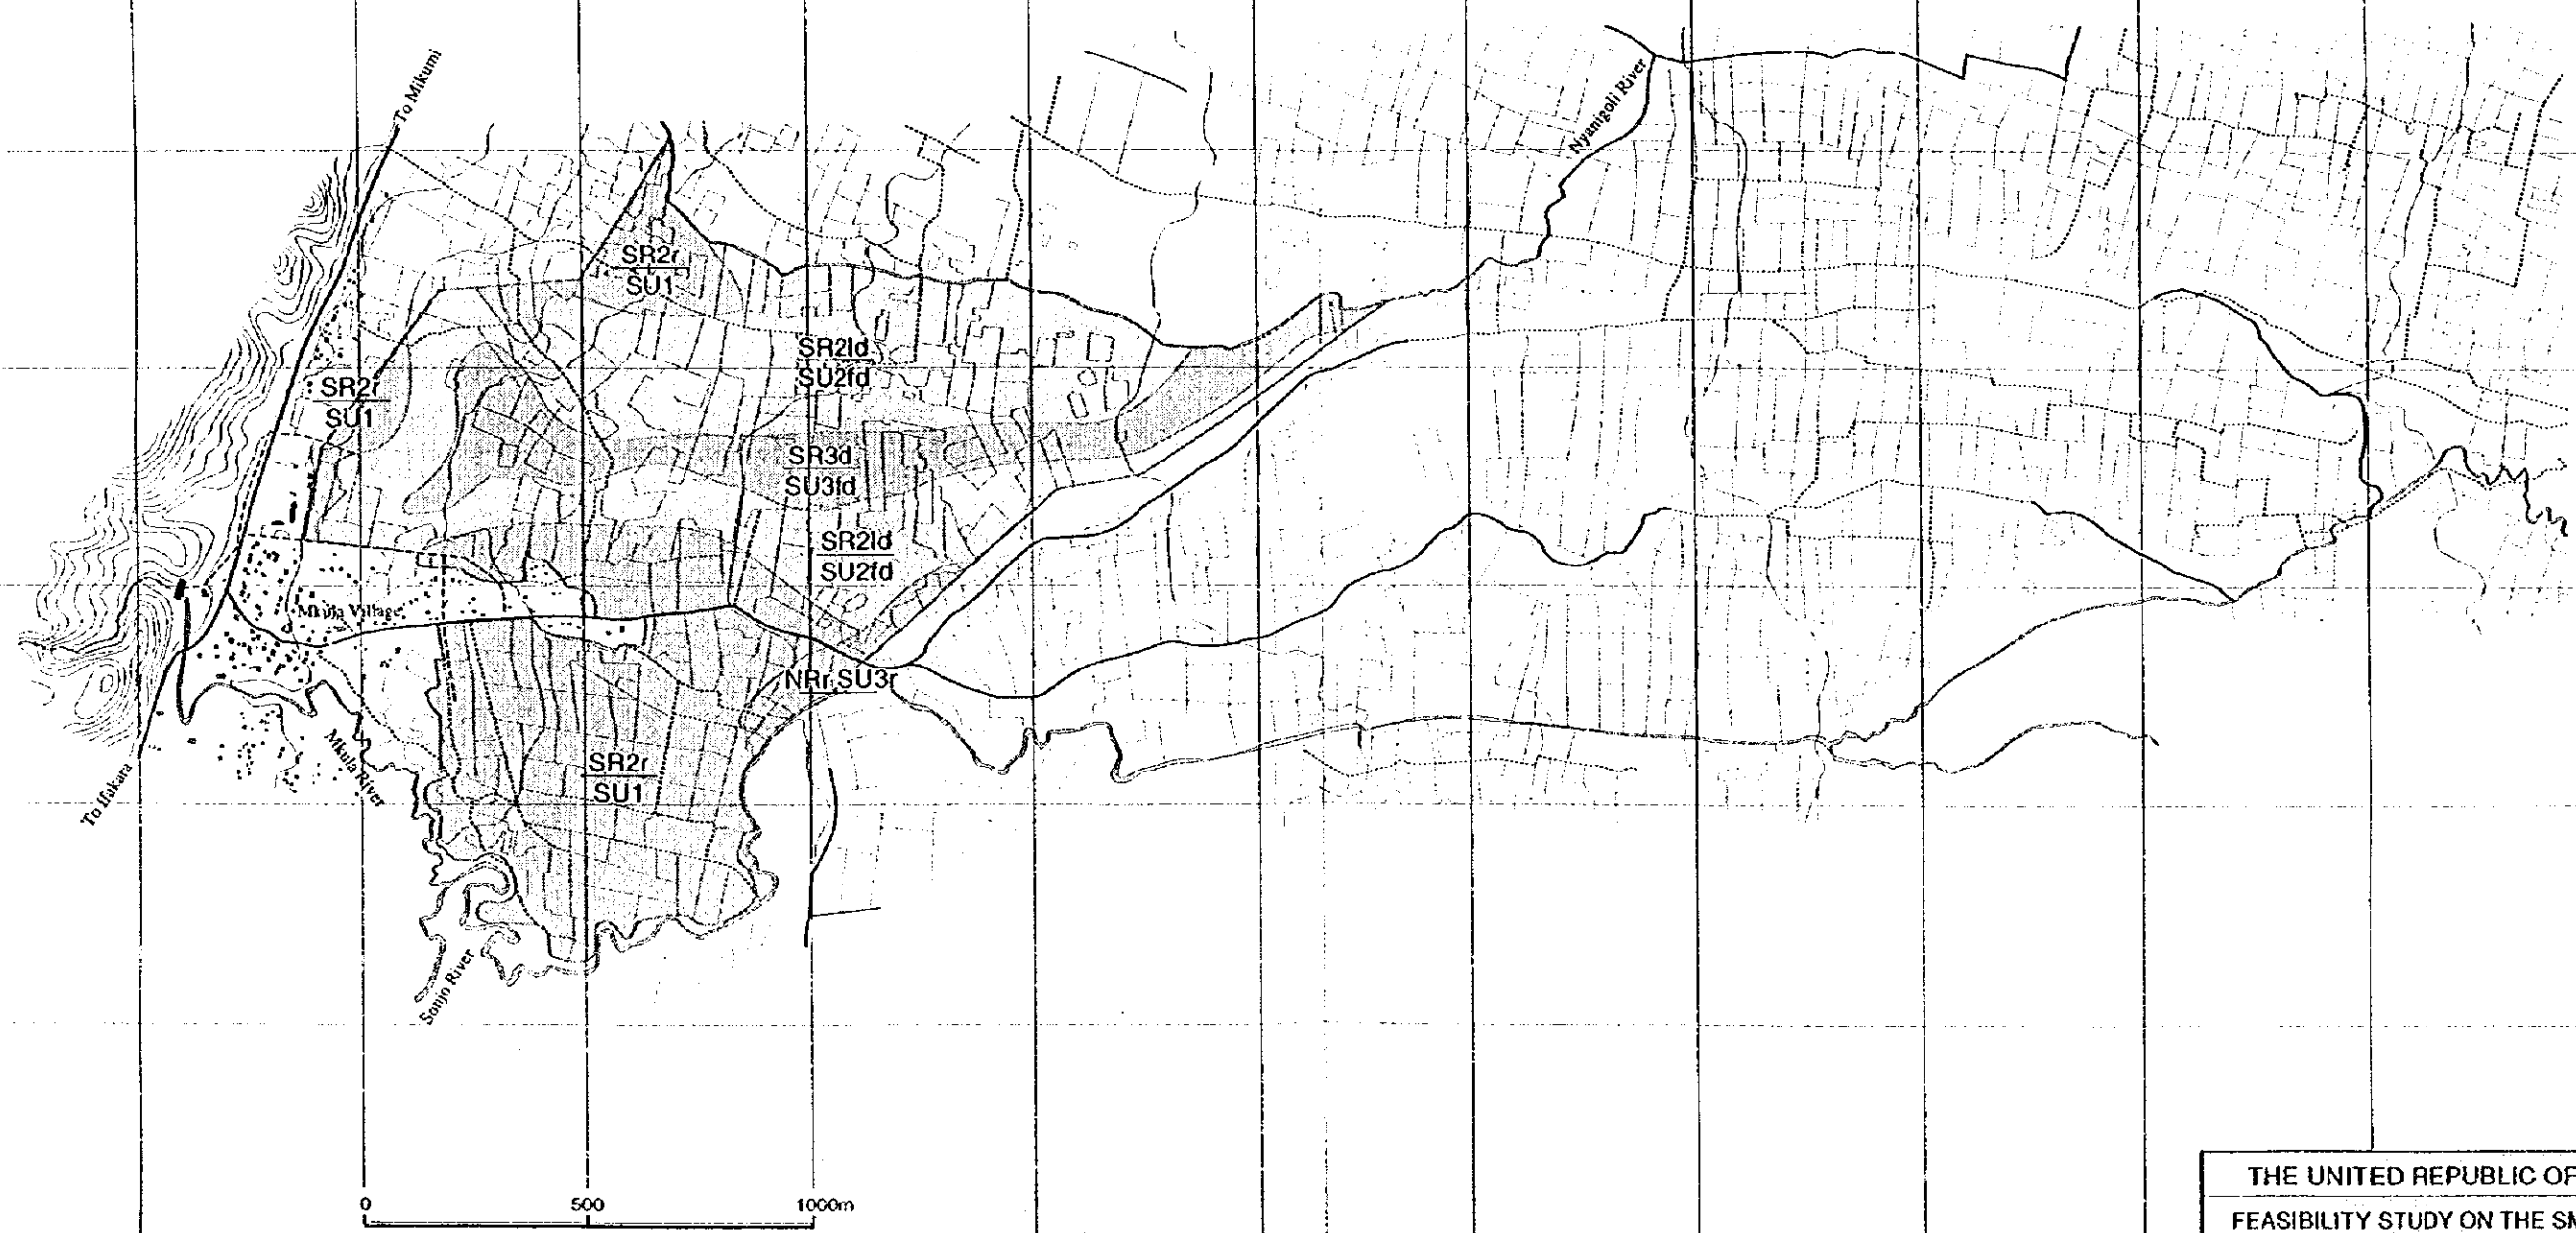 To Mikumi
Nyanigoli River
SR2r
SU1
SR2ld
SU2fd
SR2r
SU1
SR3d
SU3fd
SR2ld
SU2fd
Mkula Village
NRr,SU3r
Mkula River
SR2r
SU1
To Ifakara
Sonjo River
0 500 1000m
THE UNITED REPUBLIC OF
FEASIBILITY STUDY ON THE SM